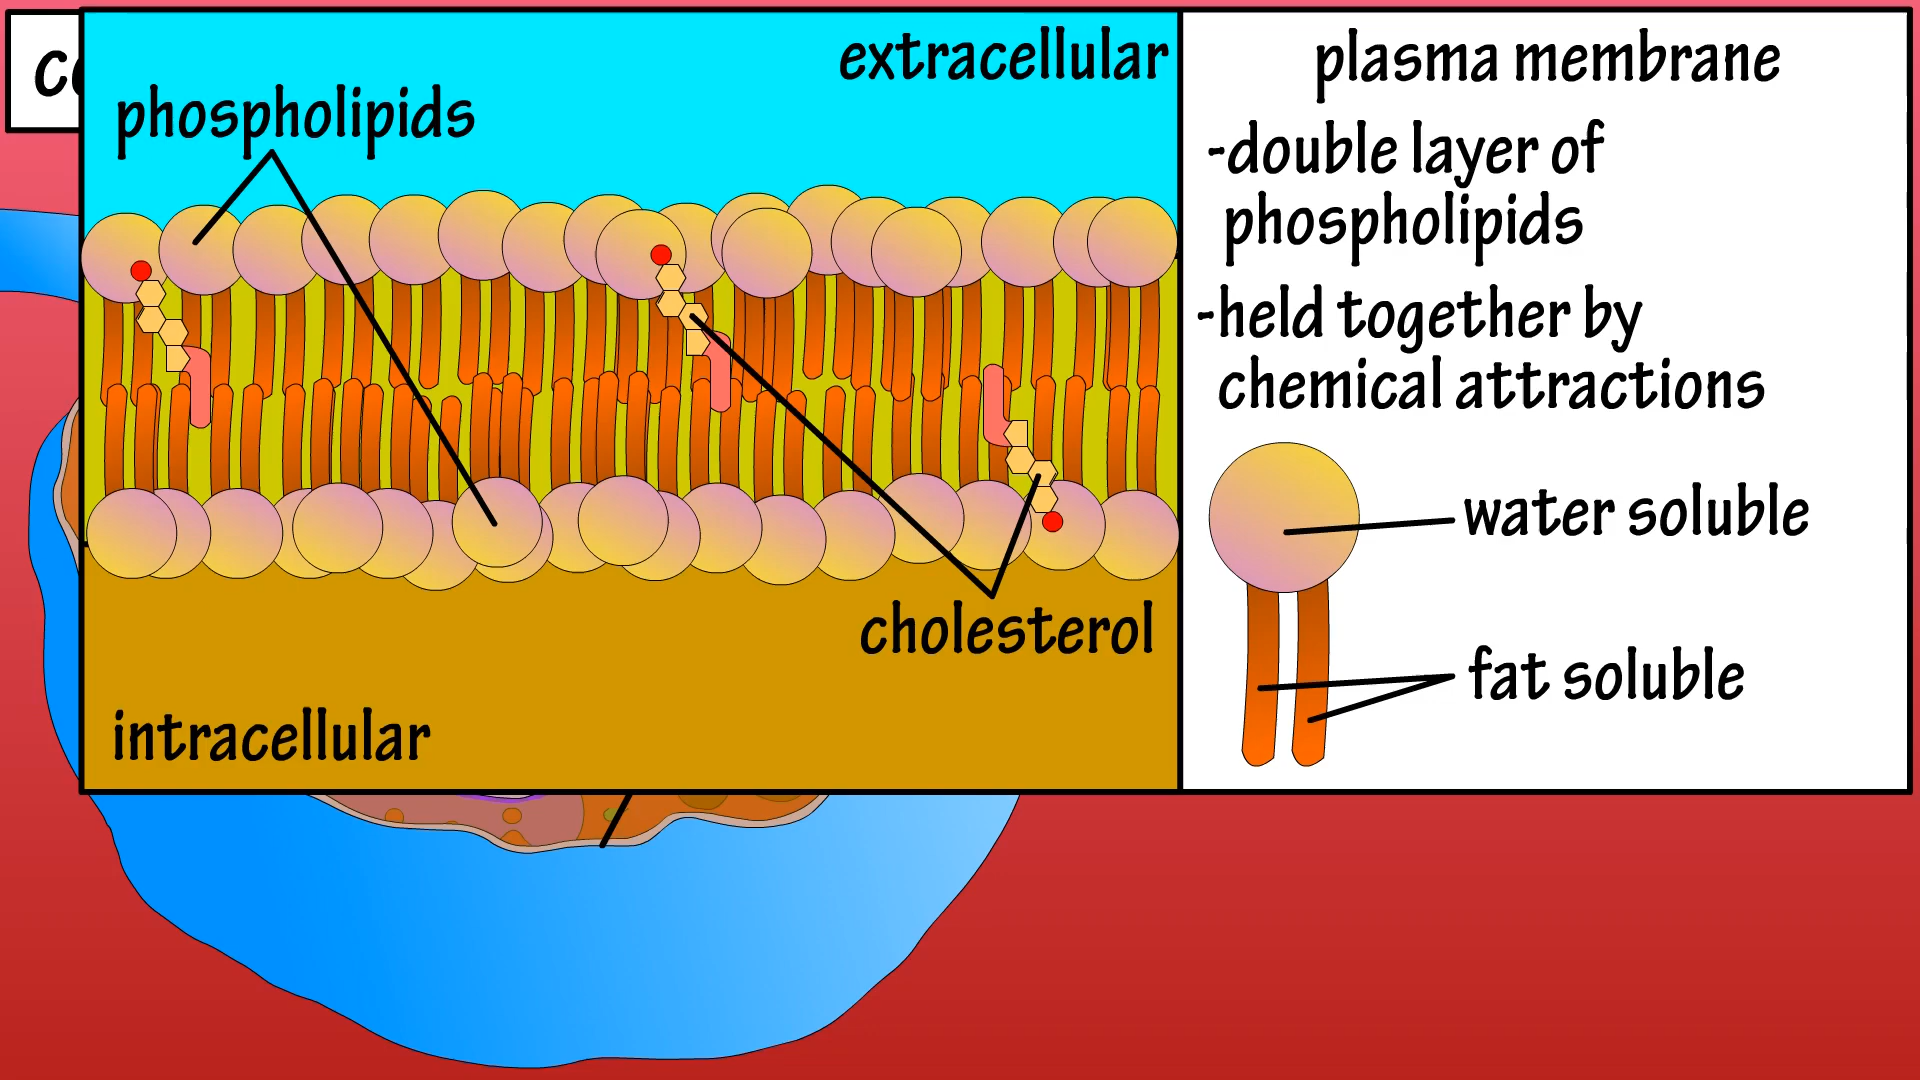 extracellular
phospholipids
cholesterol
intracellular
plasma membrane
-double layer of
phospholipids
-held together by
chemical attractions
water soluble
fat soluble